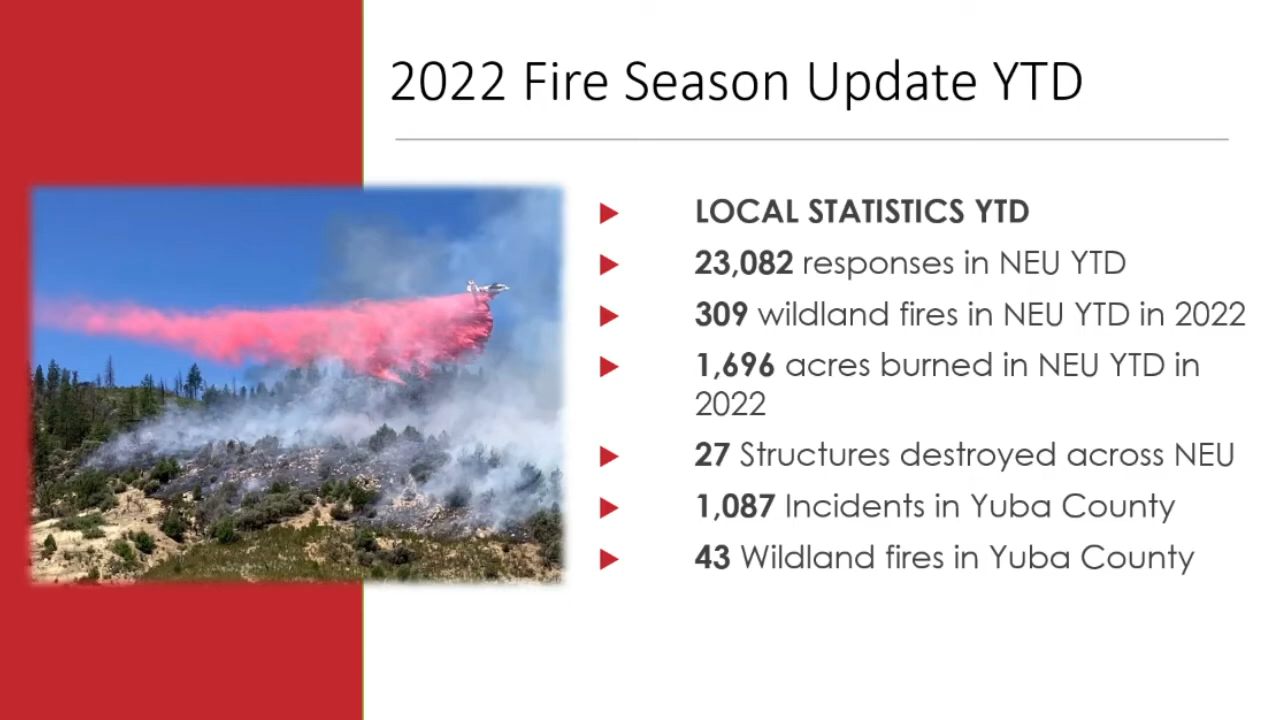 2022 Fire Season Update YTD
LOCAL STATISTICS YTD
23,082 responses in NEU YTD
309 wildland fires in NEU YTD in 2022
1,696 acres burned in NEU YTD in
2022
27 Structures destroyed across NEU
1,087 Incidents in Yuba County
43 Wildland fires in Yuba County